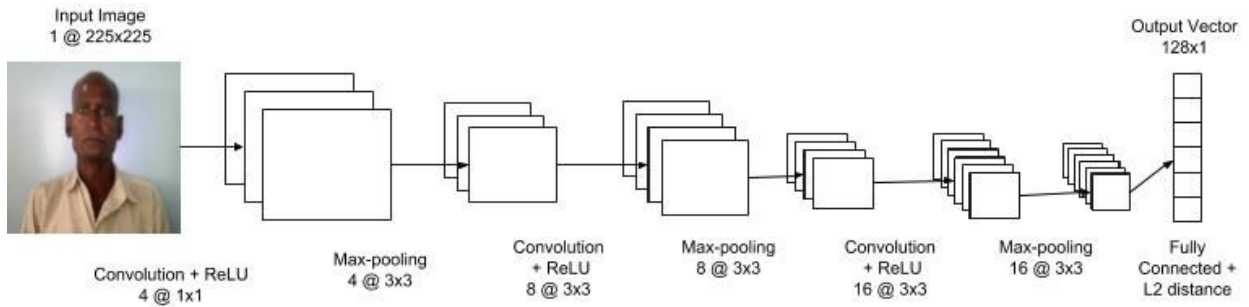 Input Image
1 @ 225x225
Output Vector
128x1
Convolution + ReLU
4 @ 1x1
Max-pooling
4 @ 3x3
Convolution
+ ReLU
8 @ 3x3
Max-pooling
8 @ 3x3
Convolution
+ ReLU
16 @ 3x3
Max-pooling
16 @ 3x3
Fully
Connected +
L2 distance